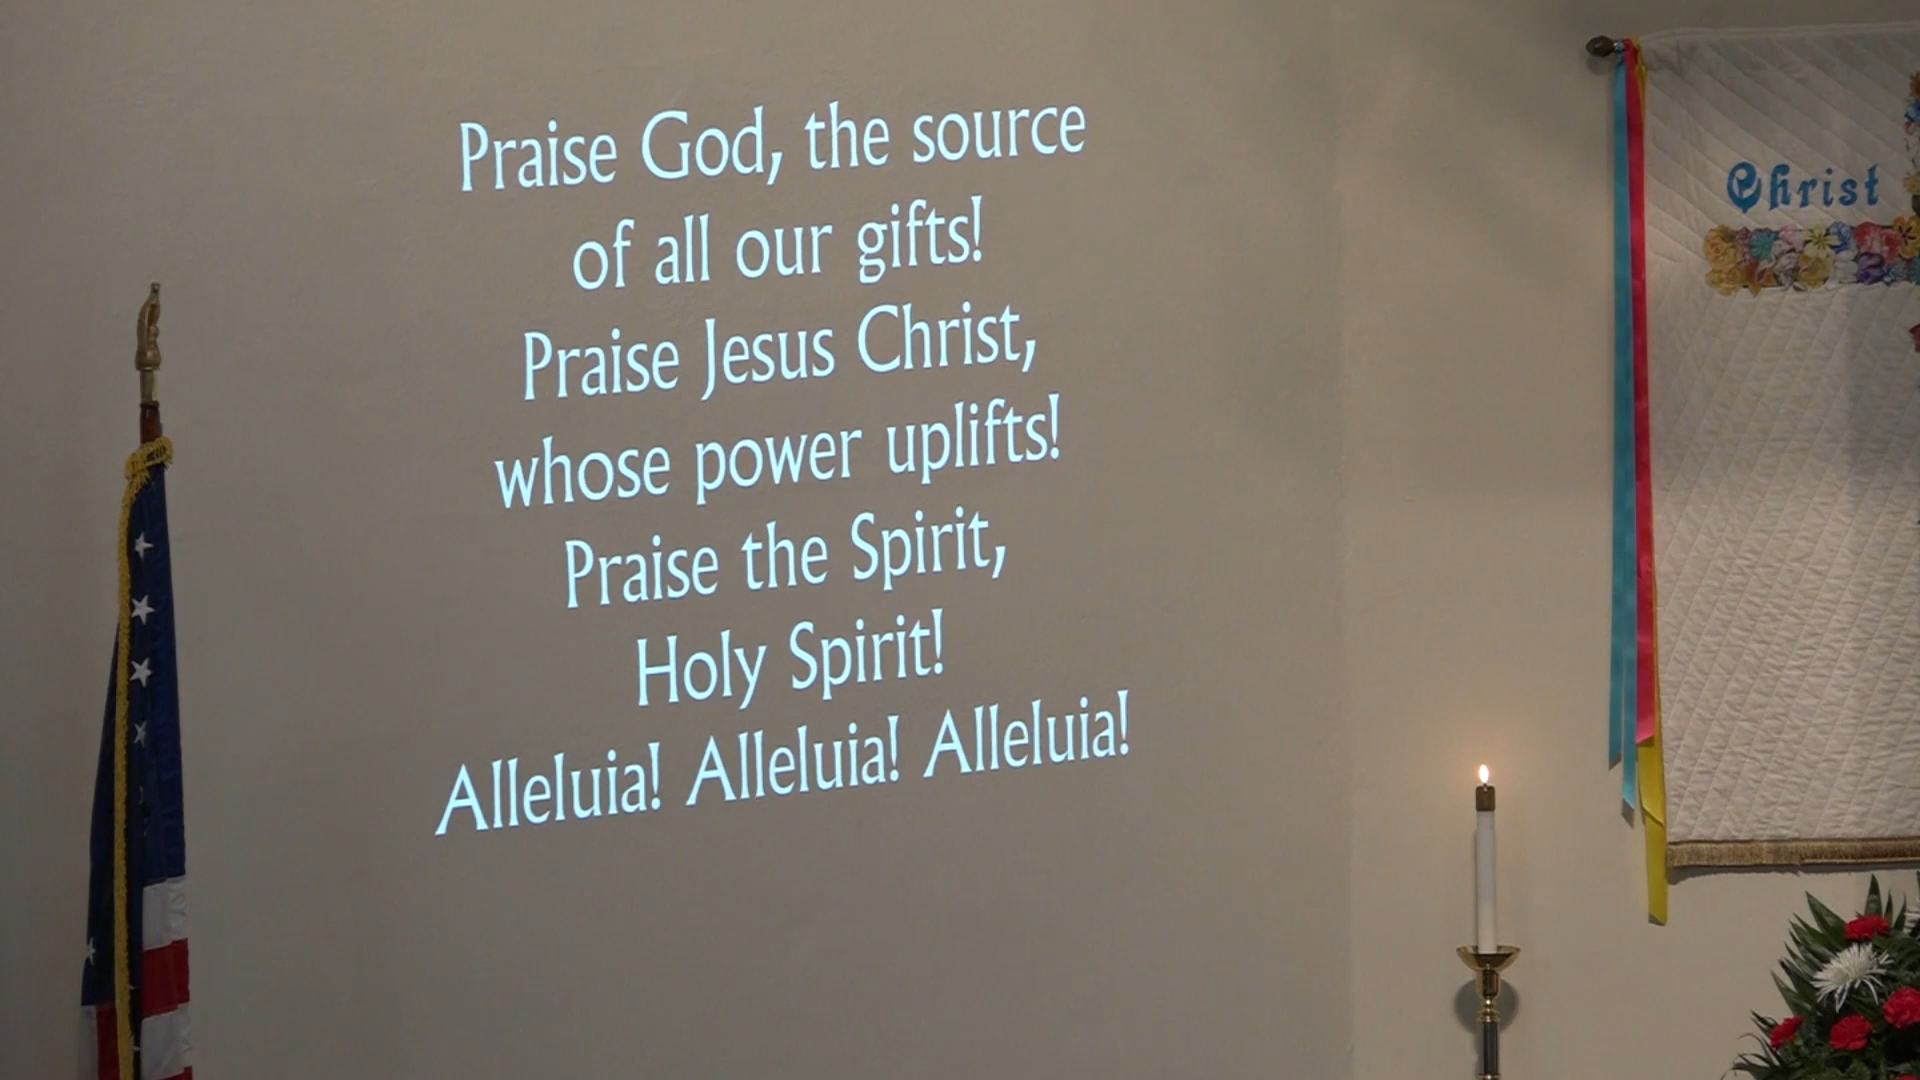 Praise God, the source
of all our gifts!
Praise Jesus Christ,
whose power uplifts!
Praise the Spirit,
Holy Spirit!
Alleluia! Alleluia! Alleluia!
Christ